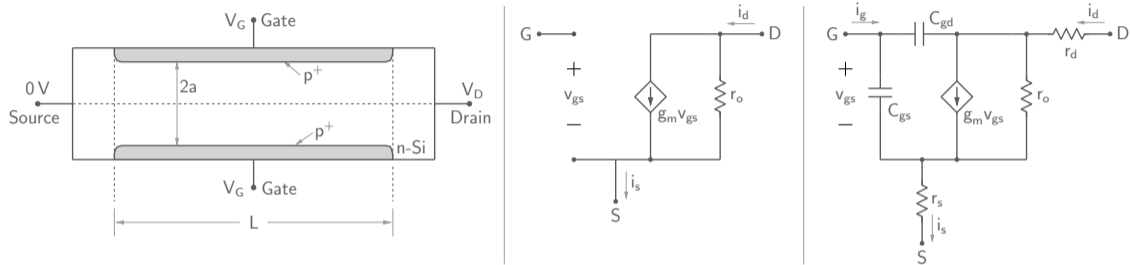 V_G Gate
p+
2a
0 V
Source
V_D
Drain
p+
n-Si
V_G Gate
L
i_d
G
D
+
v_gs
−
g_m v_gs
r_o
i_s
S
i_g
C_gd
i_d
G
D
r_d
+
v_gs
−
C_gs
g_m v_gs
r_o
r_s
i_s
S